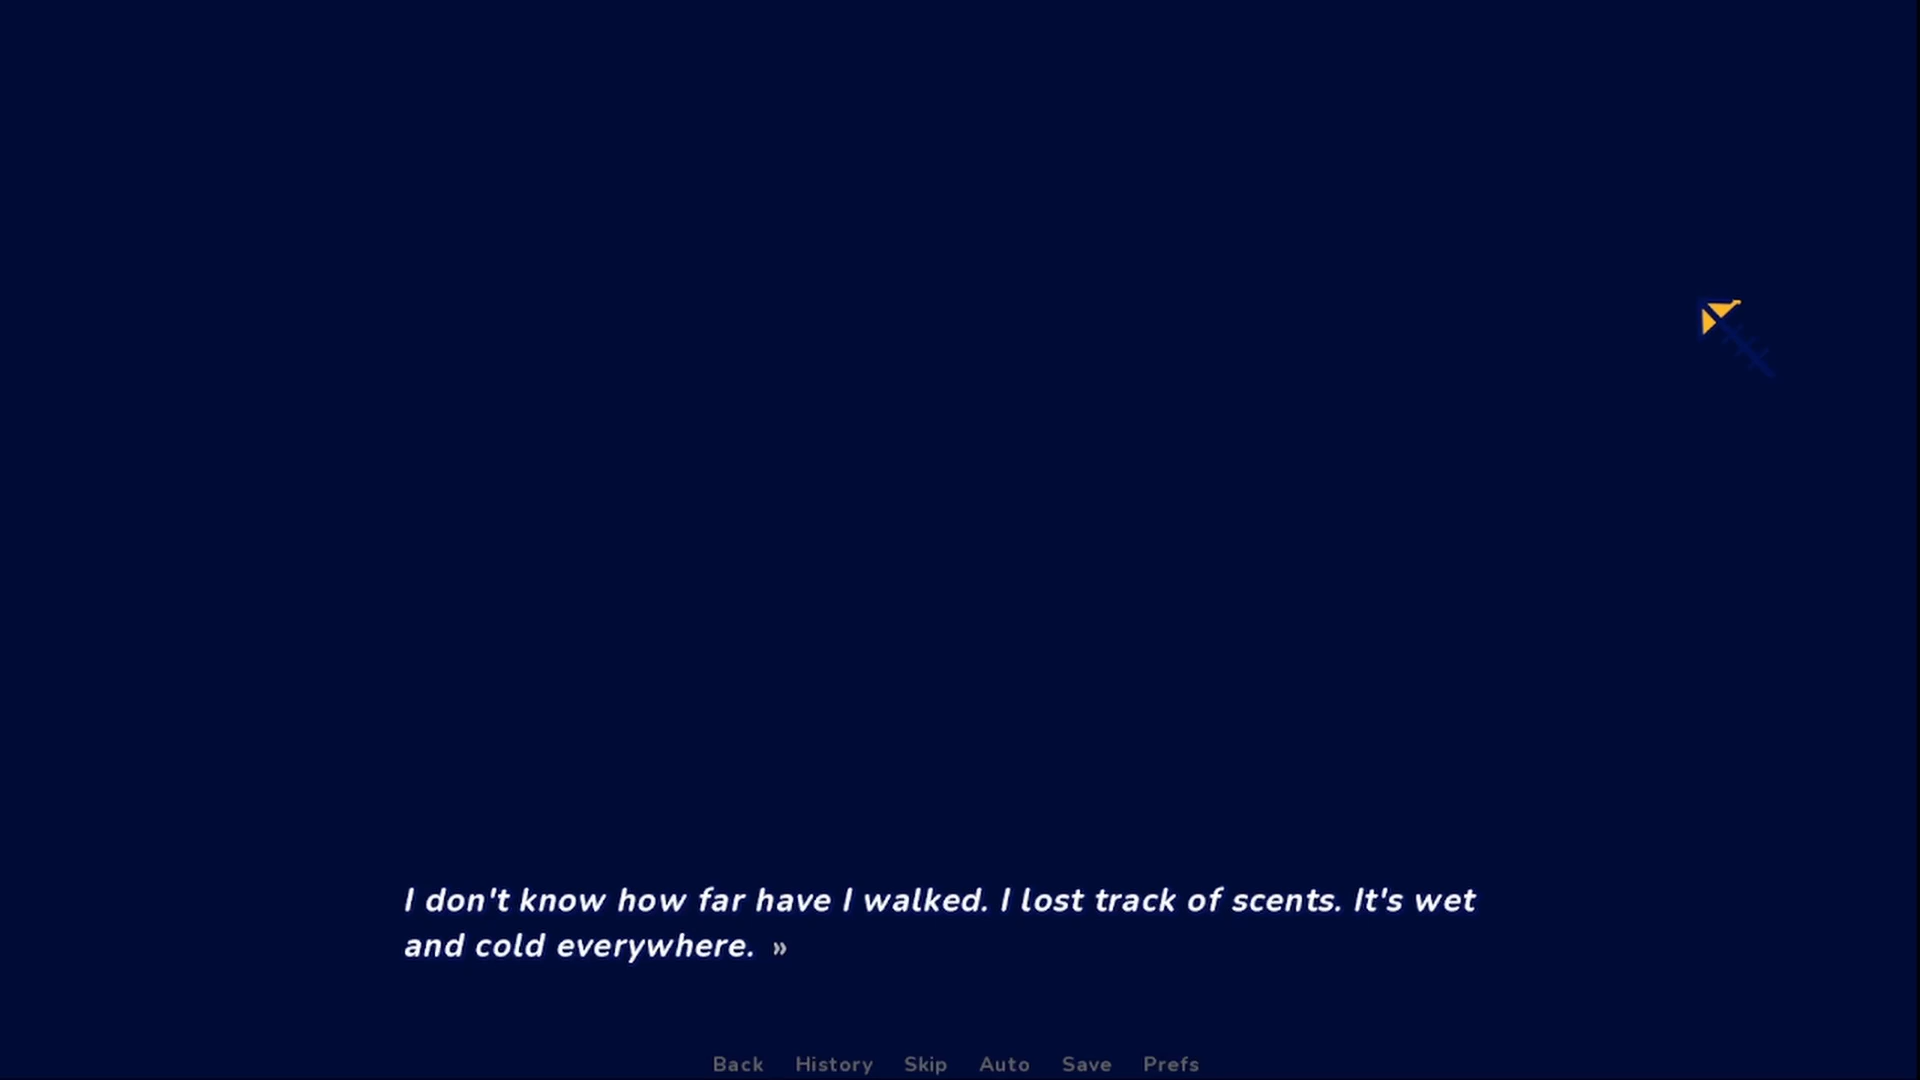 I don't know how far have I walked. I lost track of scents. It's wet
and cold everywhere. »
Back History Skip Auto Save Prefs